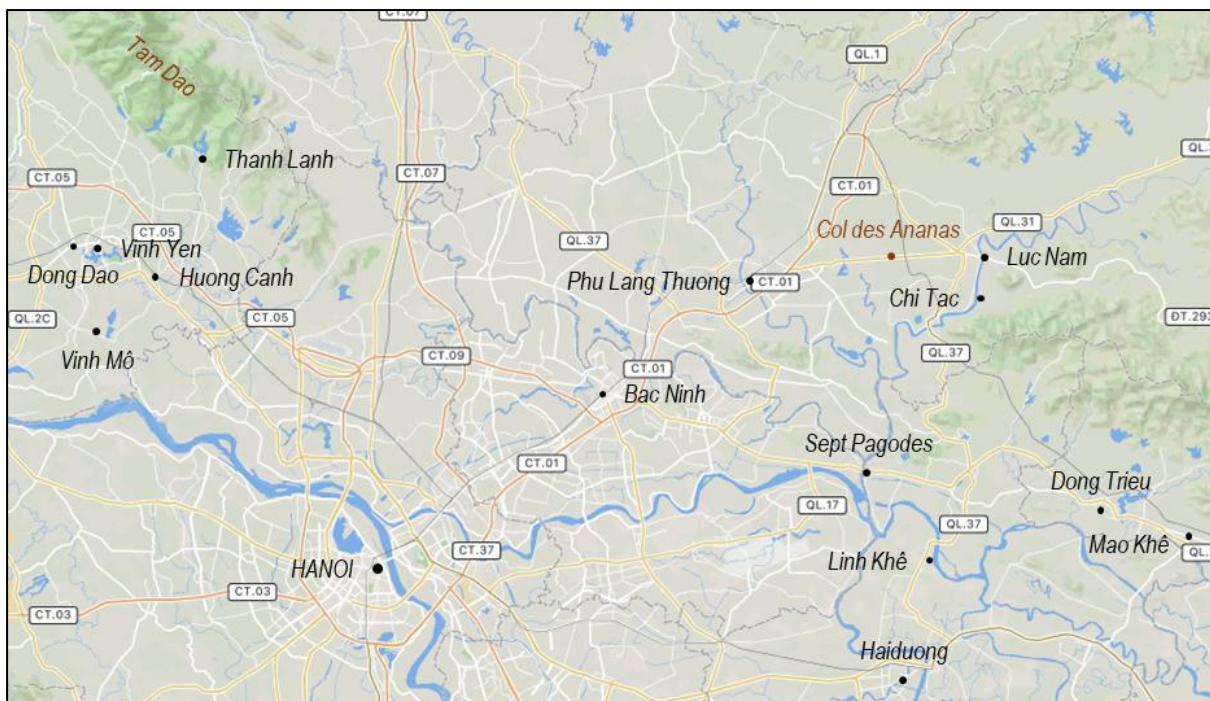 CT.07
Tam Dao
QL.1
Thanh Lanh
QL.3
CT.05
CT.07
CT.01
CT.05
Col des Ananas
QL.31
QL.37
Vinh Yen
Luc Nam
Dong Dao
Huong Canh
Phu Lang Thuong
CT.01
Chi Tac
QL.2C
CT.05
ĐT.293
Vinh Mô
CT.09
QL.37
CT.01
Bac Ninh
Sept Pagodes
CT.01
Dong Trieu
QL.17
QL.37
CT.37
Mao Khê
QL.
HANOI
Linh Khê
CT.03
CT.03
Haiduong